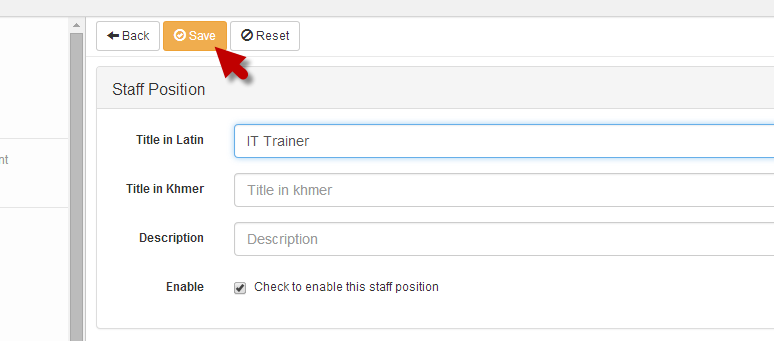 Back Save Reset
Staff Position
Title in Latin IT Trainer
nt
Title in Khmer Title in khmer
Description Description
Enable Check to enable this staff position